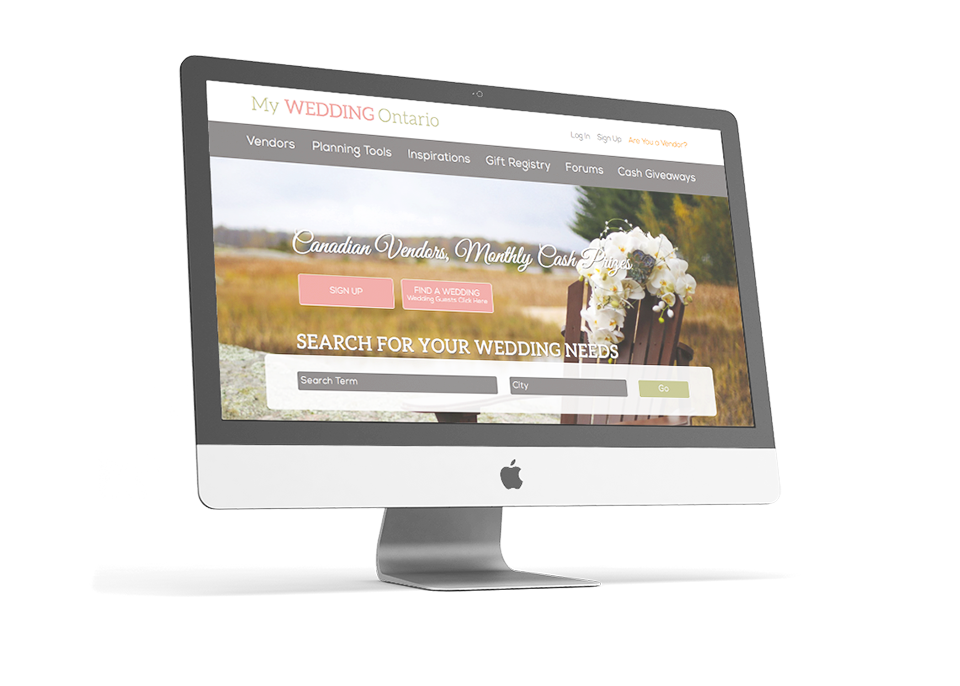 My WEDDING Ontario
Log In Sign Up Are You a Vendor?
Vendors Planning Tools Inspirations Gift Registry Forums Cash Giveaways
Canadian Vendors, Monthly Cash Prizes
SIGN UP
FIND A WEDDING
Wedding Guests Click Here
SEARCH FOR YOUR WEDDING NEEDS
Search Term City Go